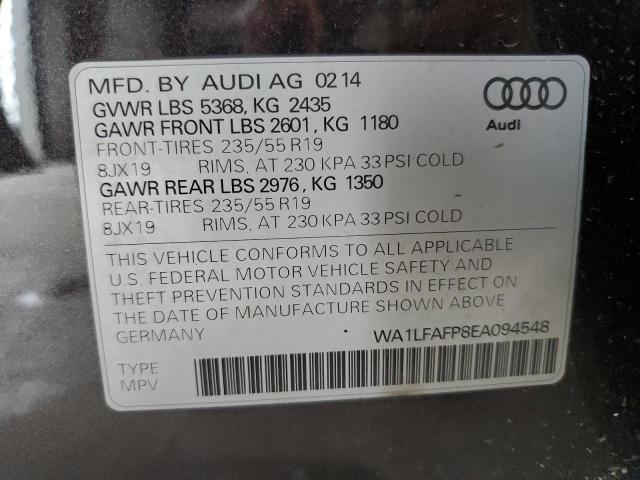 MFD. BY AUDI AG 02 14
GVWR LBS 5368, KG 2435
GAWR FRONT LBS 2601, KG 1180
FRONT-TIRES 235/55 R19
8JX19 RIMS, AT 230 KPA 33 PSI COLD
GAWR REAR LBS 2976, KG 1350
REAR-TIRES 235/55 R19
8JX19 RIMS, AT 230 KPA 33 PSI COLD
Audi
THIS VEHICLE CONFORMS TO ALL APPLICABLE
U.S. FEDERAL MOTOR VEHICLE SAFETY AND
THEFT PREVENTION STANDARDS IN EFFECT ON
THE DATE OF MANUFACTURE SHOWN ABOVE
GERMANY WA1LFAFP8EA094548
TYPE
MPV